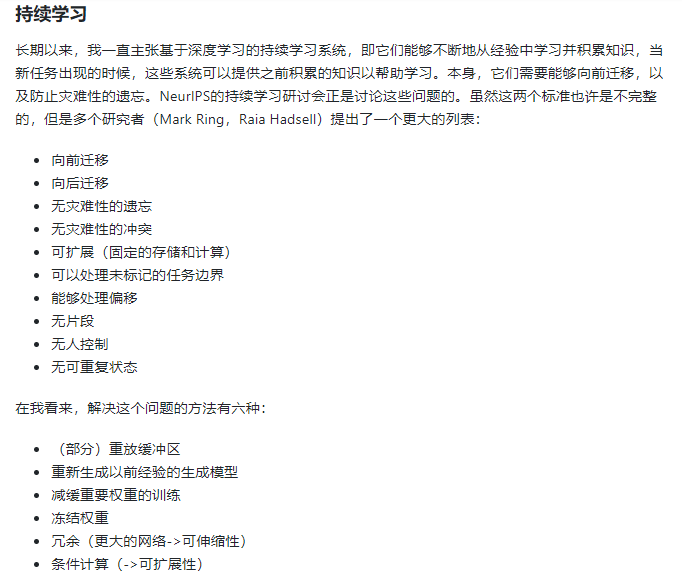 持续学习
长期以来，我一直主张基于深度学习的持续学习系统，即它们能够不断地从经验中学习并积累知识，当
新任务出现的时候，这些系统可以提供之前积累的知识以帮助学习。本身，它们需要能够向前迁移，以
及防止灾难性的遗忘。NeurIPS的持续学习研讨会正是讨论这些问题的。虽然这两个标准也许是不完整
的，但是多个研究者（Mark Ring，Raia Hadsell）提出了一个更大的列表：
• 向前迁移
• 向后迁移
• 无灾难性的遗忘
• 无灾难性的冲突
• 可扩展（固定的存储和计算）
• 可以处理未标记的任务边界
• 能够处理偏移
• 无片段
• 无人控制
• 无可重复状态
在我看来，解决这个问题的方法有六种：
• （部分）重放缓冲区
• 重新生成以前经验的生成模型
• 减缓重要权重的训练
• 冻结权重
• 冗余（更大的网络->可伸缩性）
• 条件计算（->可扩展性）